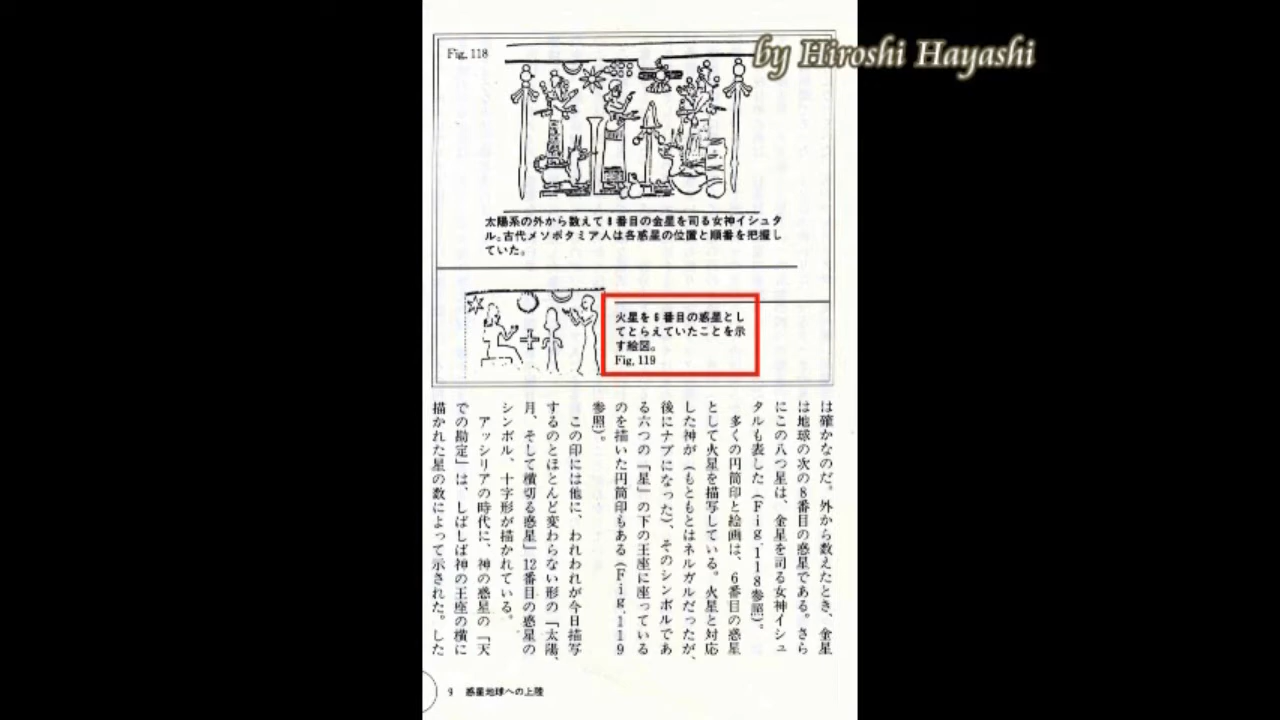 by Hiroshi Hayashi
Fig. 118
太陽系の外から数えて8番目の金星を司る女神イシュタ
ル。古代メソポタミア人は各惑星の位置と順番を把握し
ていた。
火星を6番目の惑星とし
てとらえていたことを示
す絵図。
Fig. 119
は確かなのだ。外から数えたとき、金星
は地球の次の8番目の惑星である。さら
にこの八つ星は、金星を司る女神イシュ
タルも表した(Fig.118参照)。
多くの円筒印と絵画は、6番目の惑星
として火星を描写している。火星と対応
した神が(もともとはネルガルだったが、
後にナブになった)、そのシンボルであ
る六つの「星」の下の王座に座っている
のを描いた円筒印もある(Fig.119
参照)。
この印には他に、われわれが今日描写
するのとほとんど変わらない形の「太陽、
月、そして横切る惑星」12番目の惑星の
シンボル、十字形が描かれている。
アッシリアの時代に、神の惑星の「天
での勘定」は、しばしば神の王座の横に
描かれた星の数によって示された。した
9 惑星地球への上陸